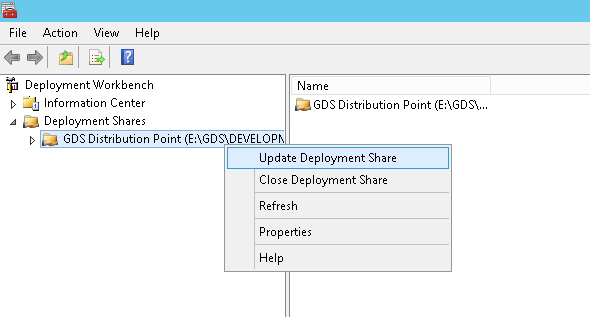 File Action View Help
Deployment Workbench
Information Center
Deployment Shares
GDS Distribution Point (E:\GDS\DEVELOPN
Name
GDS Distribution Point (E:\GDS\...
Update Deployment Share
Close Deployment Share
Refresh
Properties
Help